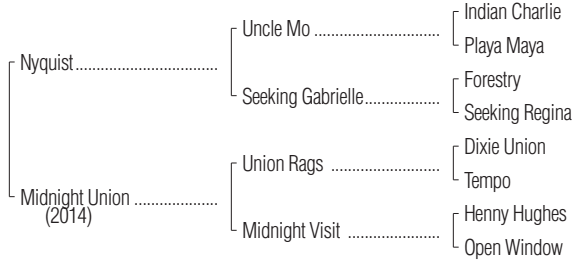 Indian Charlie
Uncle Mo ................................
Playa Maya
Nyquist....................................
Forestry
Seeking Gabrielle...................
Seeking Regina
Dixie Union
Union Rags ...........................
Tempo
Midnight Union .....................
(2014)
Henny Hughes
Midnight Visit .......................
Open Window